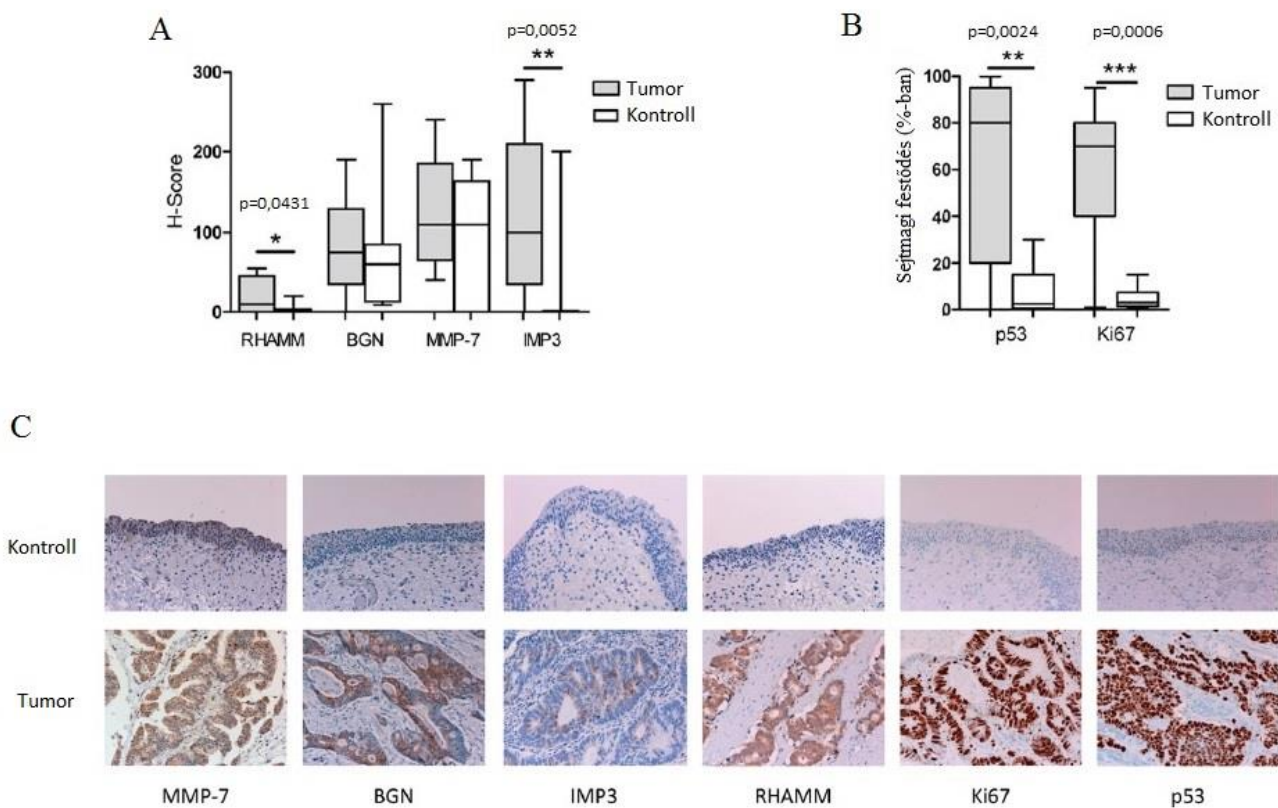 A
p=0,0052
**
300
Tumor
Kontroll
200
H-Score
p=0,0431
100
*
0
RHAMM BGN MMP-7 IMP3
B
p=0,0024 p=0,0006
** ***
100
Tumor
Kontroll
80
Sejtmagi festődés (%-ban)
60
40
20
0
p53 Ki67
C
Kontroll
Tumor
MMP-7 BGN IMP3 RHAMM Ki67 p53